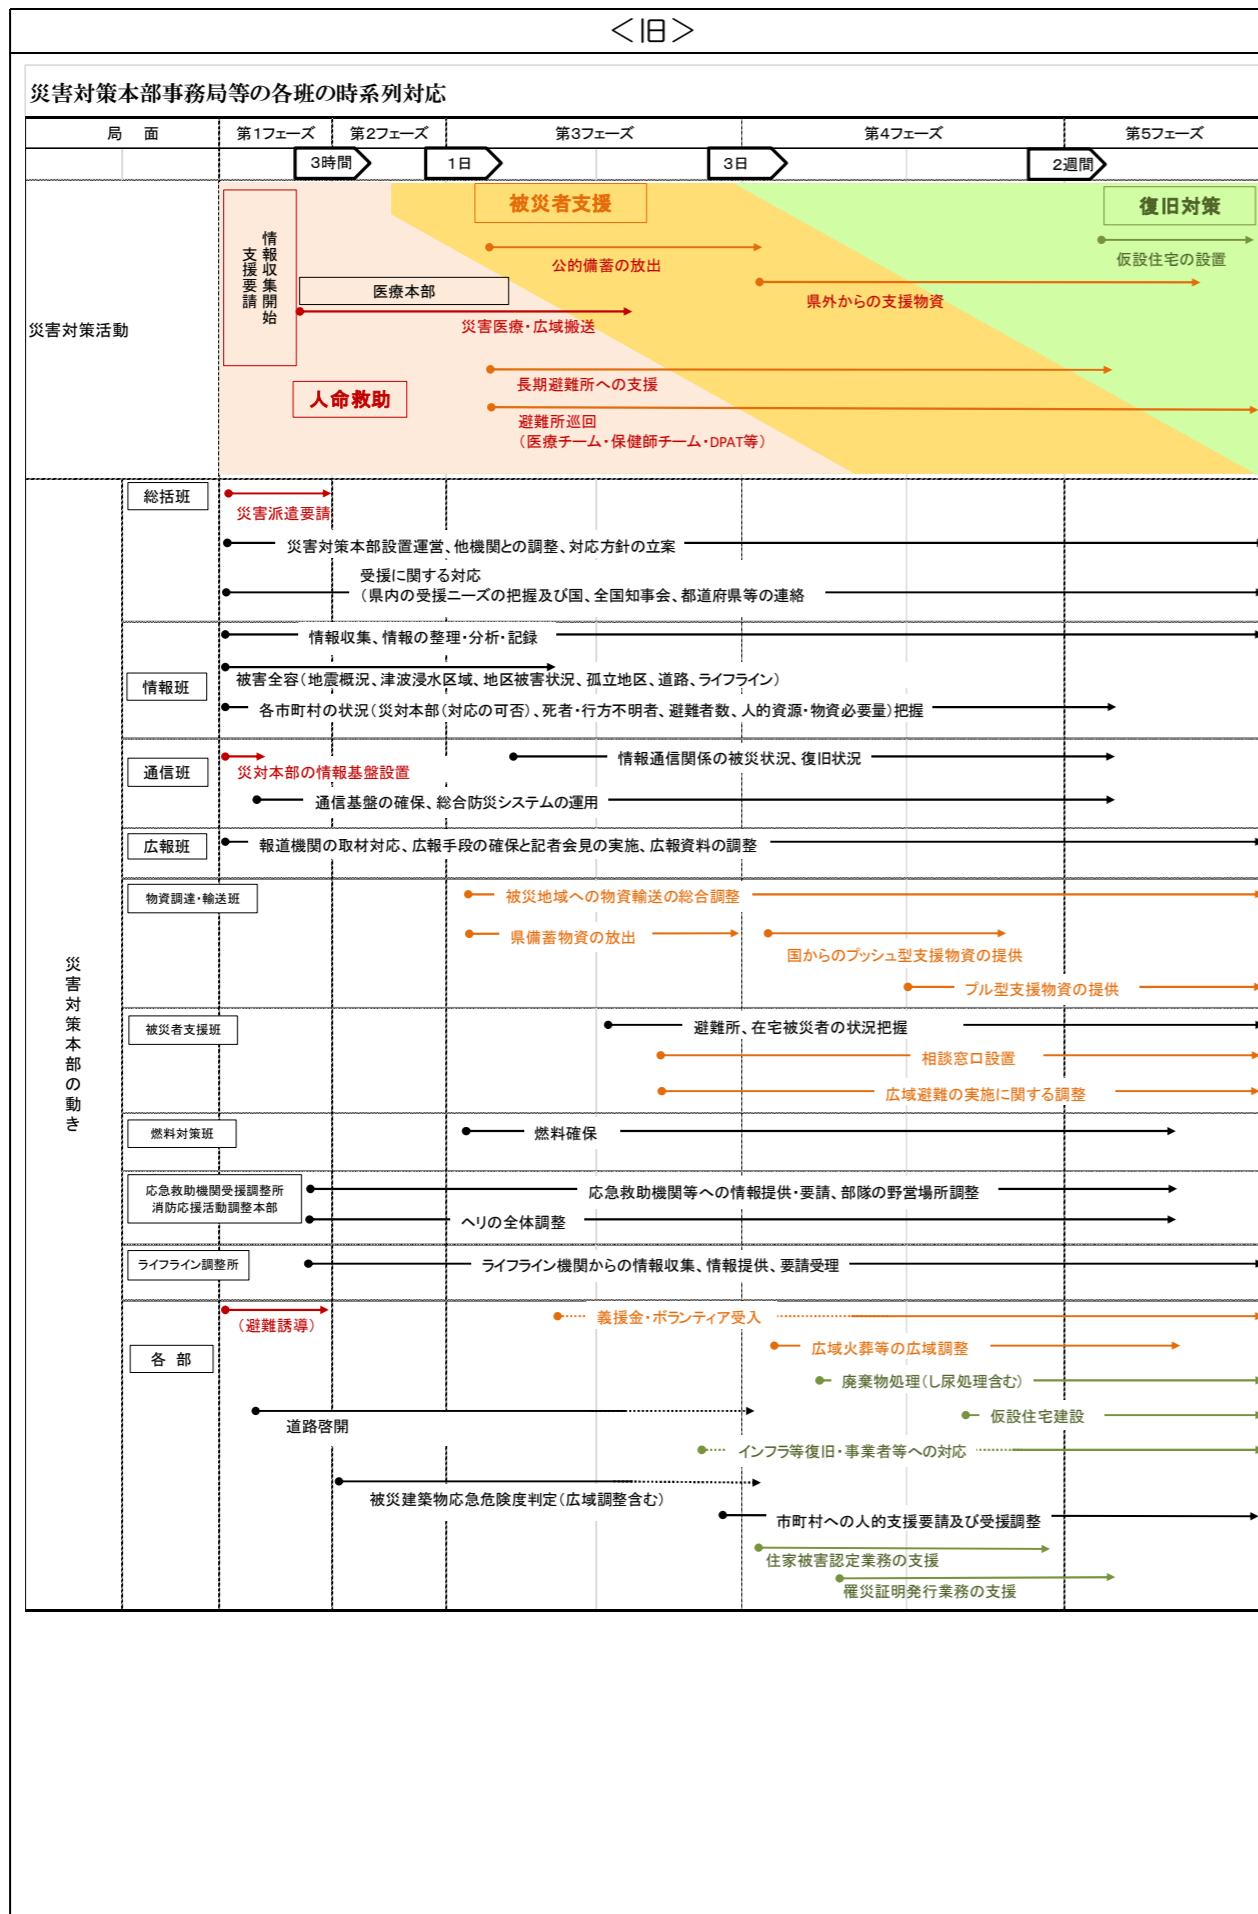 ＜旧＞
災害対策本部事務局等の各班の時系列対応
局　面
第1フェーズ
第2フェーズ
第3フェーズ
第4フェーズ
第5フェーズ
3時間
1日
3日
2週間
災害対策活動
情報収集開始
支援要請
被災者支援
復旧対策
公的備蓄の放出
仮設住宅の設置
医療本部
県外からの支援物資
災害医療・広域搬送
長期避難所への支援
人命救助
避難所巡回
（医療チーム・保健師チーム・DPAT等）
災害対策本部の動き
総括班
災害派遣要請
災害対策本部設置運営、他機関との調整、対応方針の立案
受援に関する対応
（県内の受援ニーズの把握及び国、全国知事会、都道府県等の連絡
情報班
情報収集、情報の整理・分析・記録
被害全容（地震概況、津波浸水区域、地区被害状況、孤立地区、道路、ライフライン）
各市町村の状況（災対本部（対応の可否）、死者・行方不明者、避難者数、人的資源・物資必要量）把握
通信班
災対本部の情報基盤設置
情報通信関係の被災状況、復旧状況
通信基盤の確保、総合防災システムの運用
広報班
報道機関の取材対応、広報手段の確保と記者会見の実施、広報資料の調整
物資調達・輸送班
被災地域への物資輸送の総合調整
県備蓄物資の放出
国からのプッシュ型支援物資の提供
プル型支援物資の提供
被災者支援班
避難所、在宅被災者の状況把握
相談窓口設置
広域避難の実施に関する調整
燃料対策班
燃料確保
応急救助機関受援調整所
消防応援活動調整本部
応急救助機関等への情報提供・要請、部隊の野営場所調整
ヘリの全体調整
ライフライン調整所
ライフライン機関からの情報収集、情報提供、要請受理
各　部
（避難誘導）
義援金・ボランティア受入
広域火葬等の広域調整
廃棄物処理（し尿処理含む）
道路啓開
仮設住宅建設
インフラ等復旧・事業者等への対応
被災建築物応急危険度判定（広域調整含む）
市町村への人的支援要請及び受援調整
住家被害認定業務の支援
罹災証明発行業務の支援